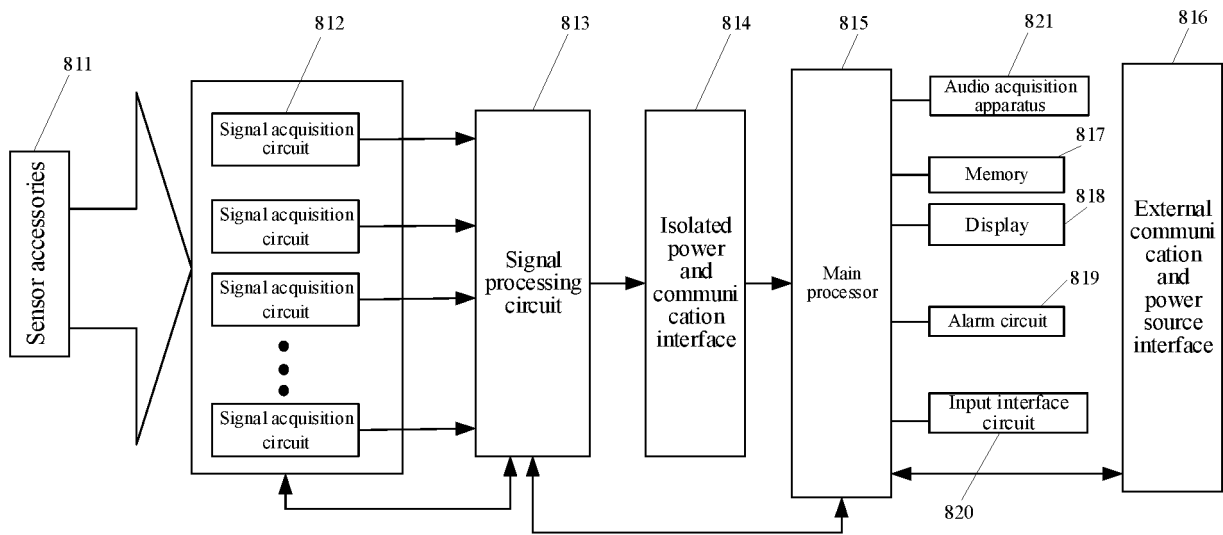 811
Sensor accessories
812
Signal acquisition
circuit
Signal acquisition
circuit
Signal acquisition
circuit
Signal acquisition
circuit
813
Signal
processing
circuit
814
Isolated
power
and
communi
cation
interface
815
Main
processor
821
Audio acquisition
apparatus
817
Memory
818
Display
819
Alarm circuit
Input interface
circuit
820
816
External
communi
cation
and
power
source
interface